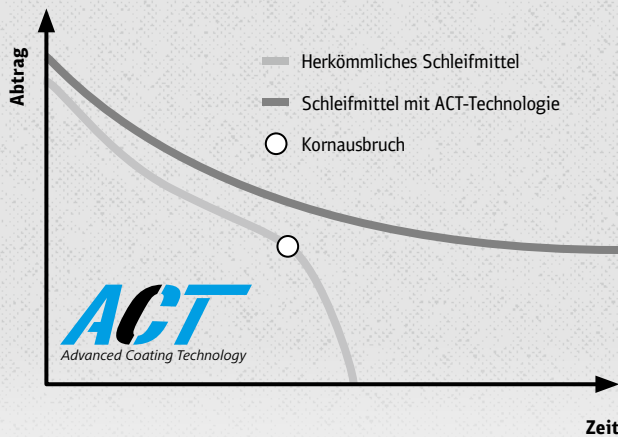 Abtrag
Herkömmliches Schleifmittel
Schleifmittel mit ACT-Technologie
Kornausbruch
ACT
Advanced Coating Technology
Zeit